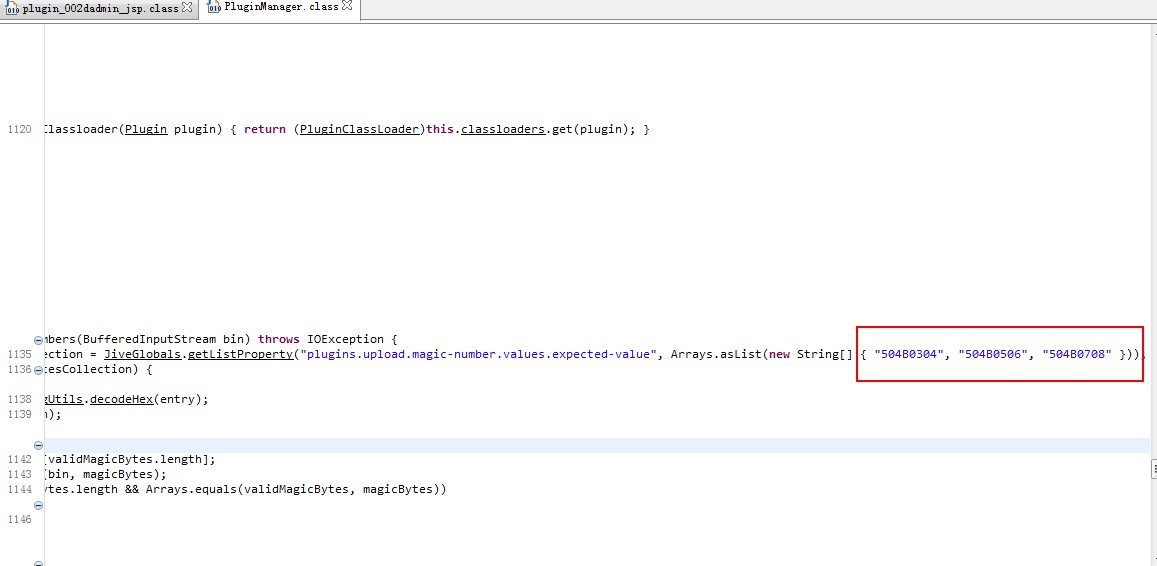 plugin_002dadmin_jsp.class PluginManager.class
1120 Classloader(Plugin plugin) { return (PluginClassLoader)this.classloaders.get(plugin); }
mbers(BufferedInputStream bin) throws IOException {
1135 ection = JiveGlobals.getListProperty("plugins.upload.magic-number.values.expected-value", Arrays.asList(new String[] { "504B0304", "504B0506", "504B0708" }));
1136 tesCollection) {
1138 gUtils.decodeHex(entry);
1139 n);
1142 [validMagicBytes.length];
1143 (bin, magicBytes);
1144 ytes.length && Arrays.equals(validMagicBytes, magicBytes))
1146